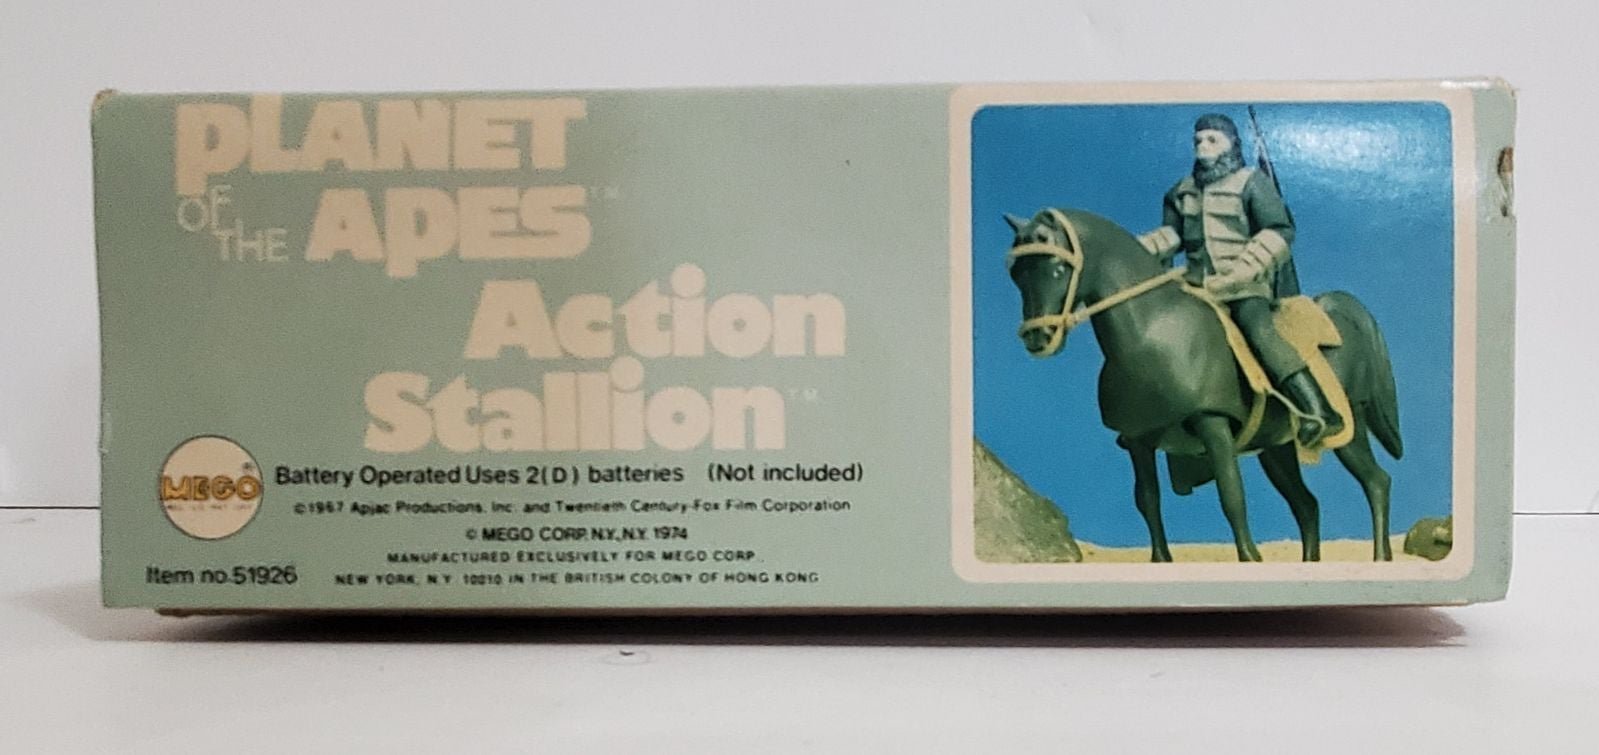 PLANET
OF THE APES™
Action
Stallion™
MEGO®
Battery Operated Uses 2(D) batteries (Not included)
©1967 Apjac Productions, Inc. and Twentieth Century-Fox Film Corporation
© MEGO CORP. N.Y., N.Y. 1974
MANUFACTURED EXCLUSIVELY FOR MEGO CORP.,
Item no. 51926
NEW YORK, N.Y. 10010 IN THE BRITISH COLONY OF HONG KONG